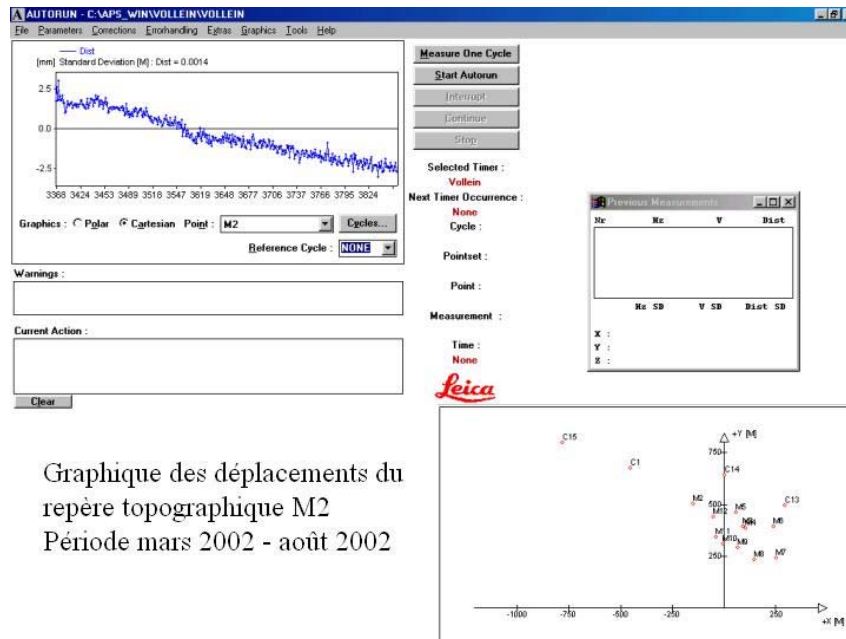 AUTORUN - C:\APS_WIN\VOLLEIN\VOLLEIN
File Parameters Corrections Errorhandling Extras Graphics Tools Help
Dist
[mm] Standard Deviation [M] : Dist = 0.0014
2.5
0.0
-2.5
3368 3424 3453 3489 3518 3547 3619 3648 3677 3706 3737 3766 3795 3824
Graphics : Polar Cartesian Point : M2 Cycles...
Reference Cycle : NONE
Warnings :
Current Action :
Clear
Measure One Cycle
Start Autorun
Interrupt
Continue
Stop
Selected Timer :
Vollein
Next Timer Occurrence :
None
Cycle :
Pointset :
Point :
Measurement :
Time :
None
Leica
Previous Measurements
Nr Hz V Dist
Hz SD V SD Dist SD
X :
Y :
Z :
Graphique des déplacements du
repère topographique M2
Période mars 2002 - août 2002
+Y [M]
C15
750
C1
C14
M2
500
M5
C13
M12
M6
M11
M10
M9
250
M8
M7
-1000 -750 -500 -250 250
+X [M]